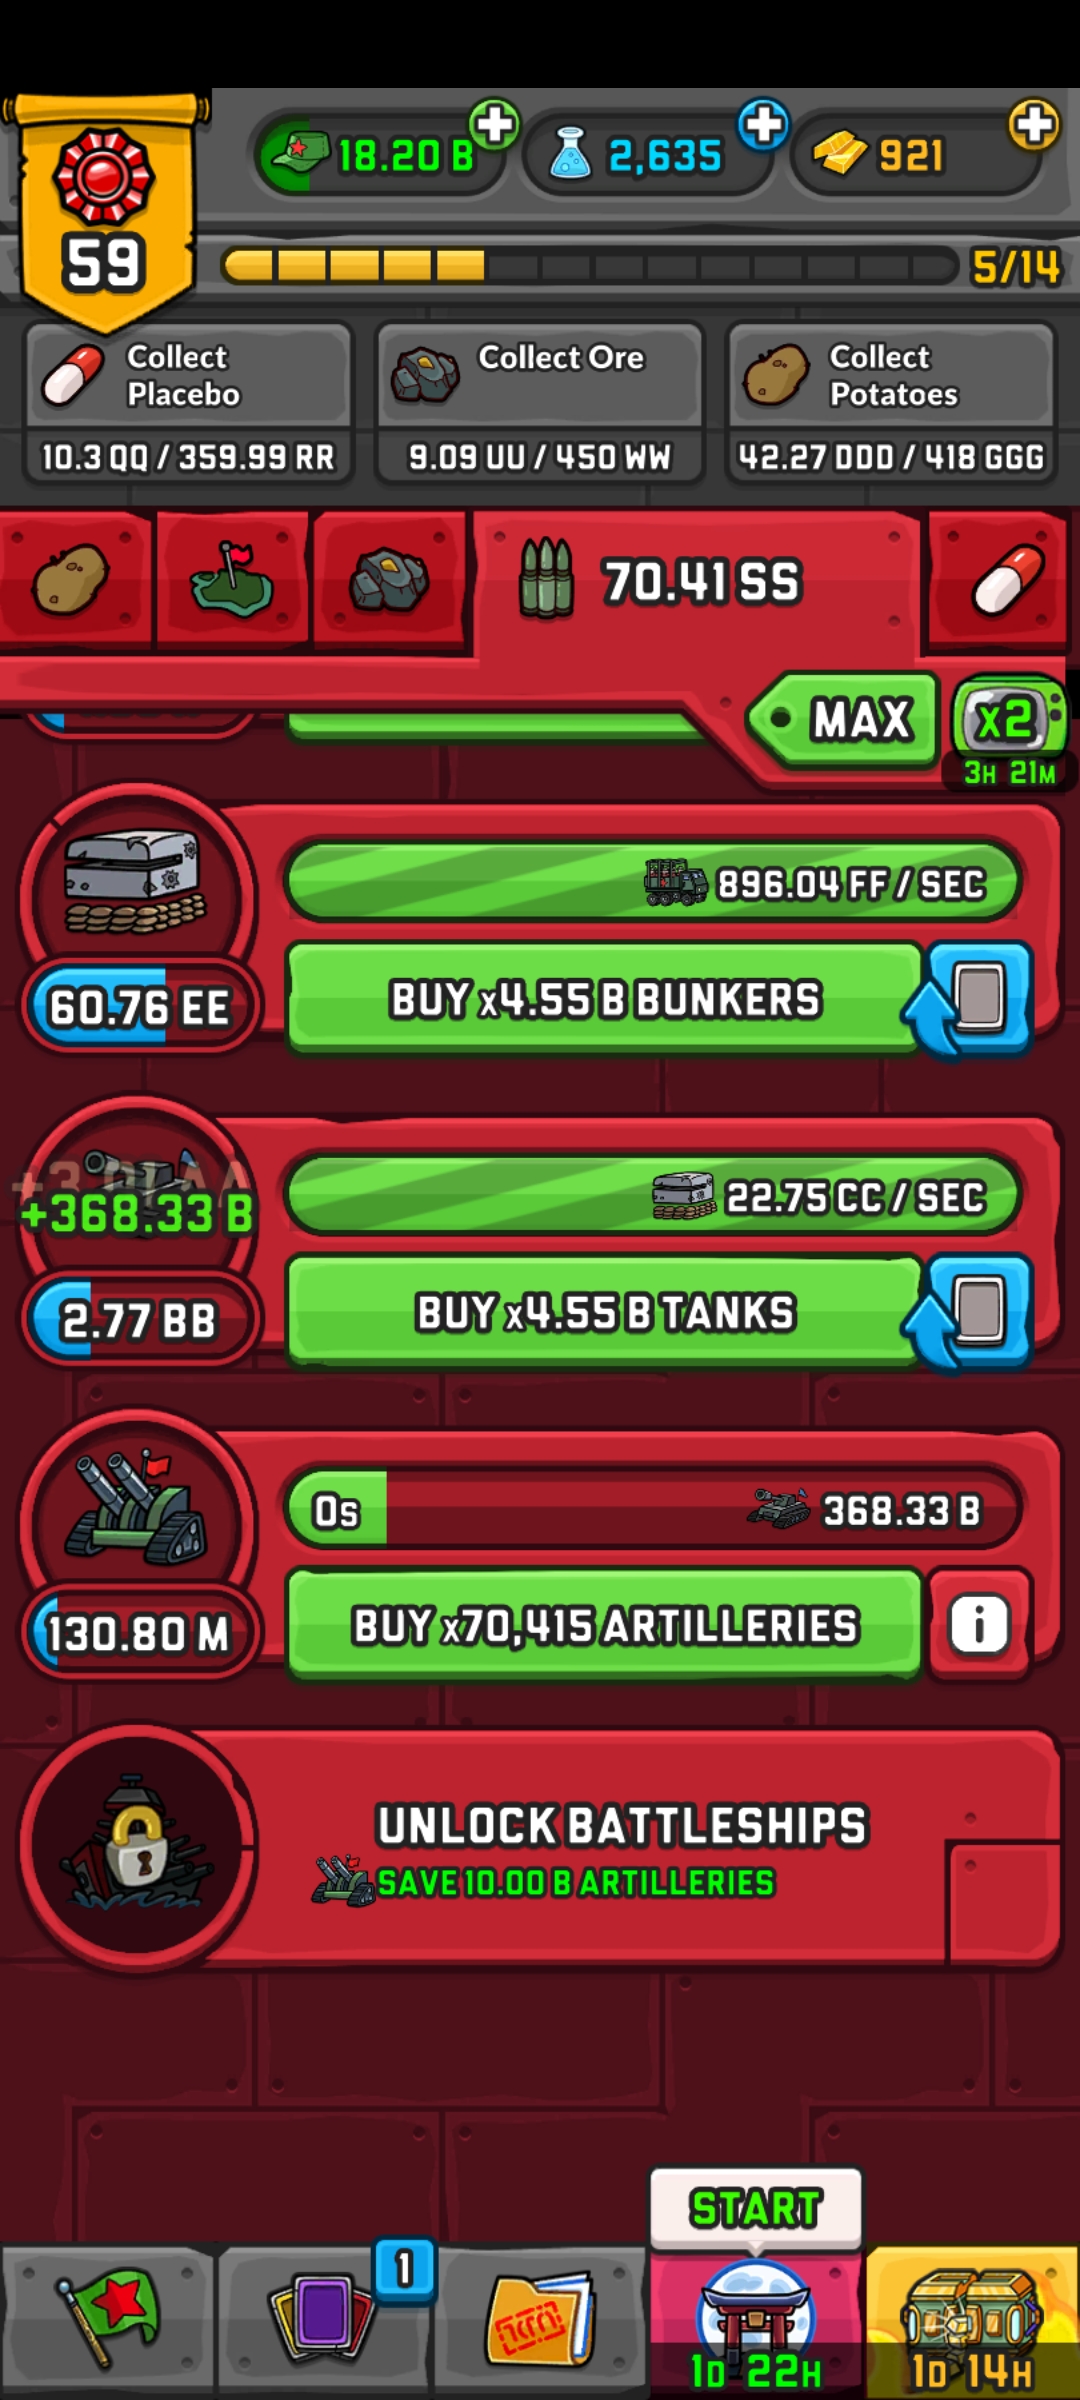 59
18.20 B
2,635
921
5/14
Collect
Placebo
10.3 QQ / 359.99 RR
Collect Ore
9.09 UU / 450 WW
Collect
Potatoes
42.27 DDD / 418 GGG
70.41 SS
MAX
x2
3H 21M
896.04 FF / SEC
60.76 EE
BUY x4.55 B BUNKERS
+368.33 B
22.75 CC / SEC
2.77 BB
BUY x4.55 B TANKS
0s
368.33 B
130.80 M
BUY x70,415 ARTILLERIES
i
UNLOCK BATTLESHIPS
SAVE 10.00 B ARTILLERIES
START
1
1D 22H
1D 14H